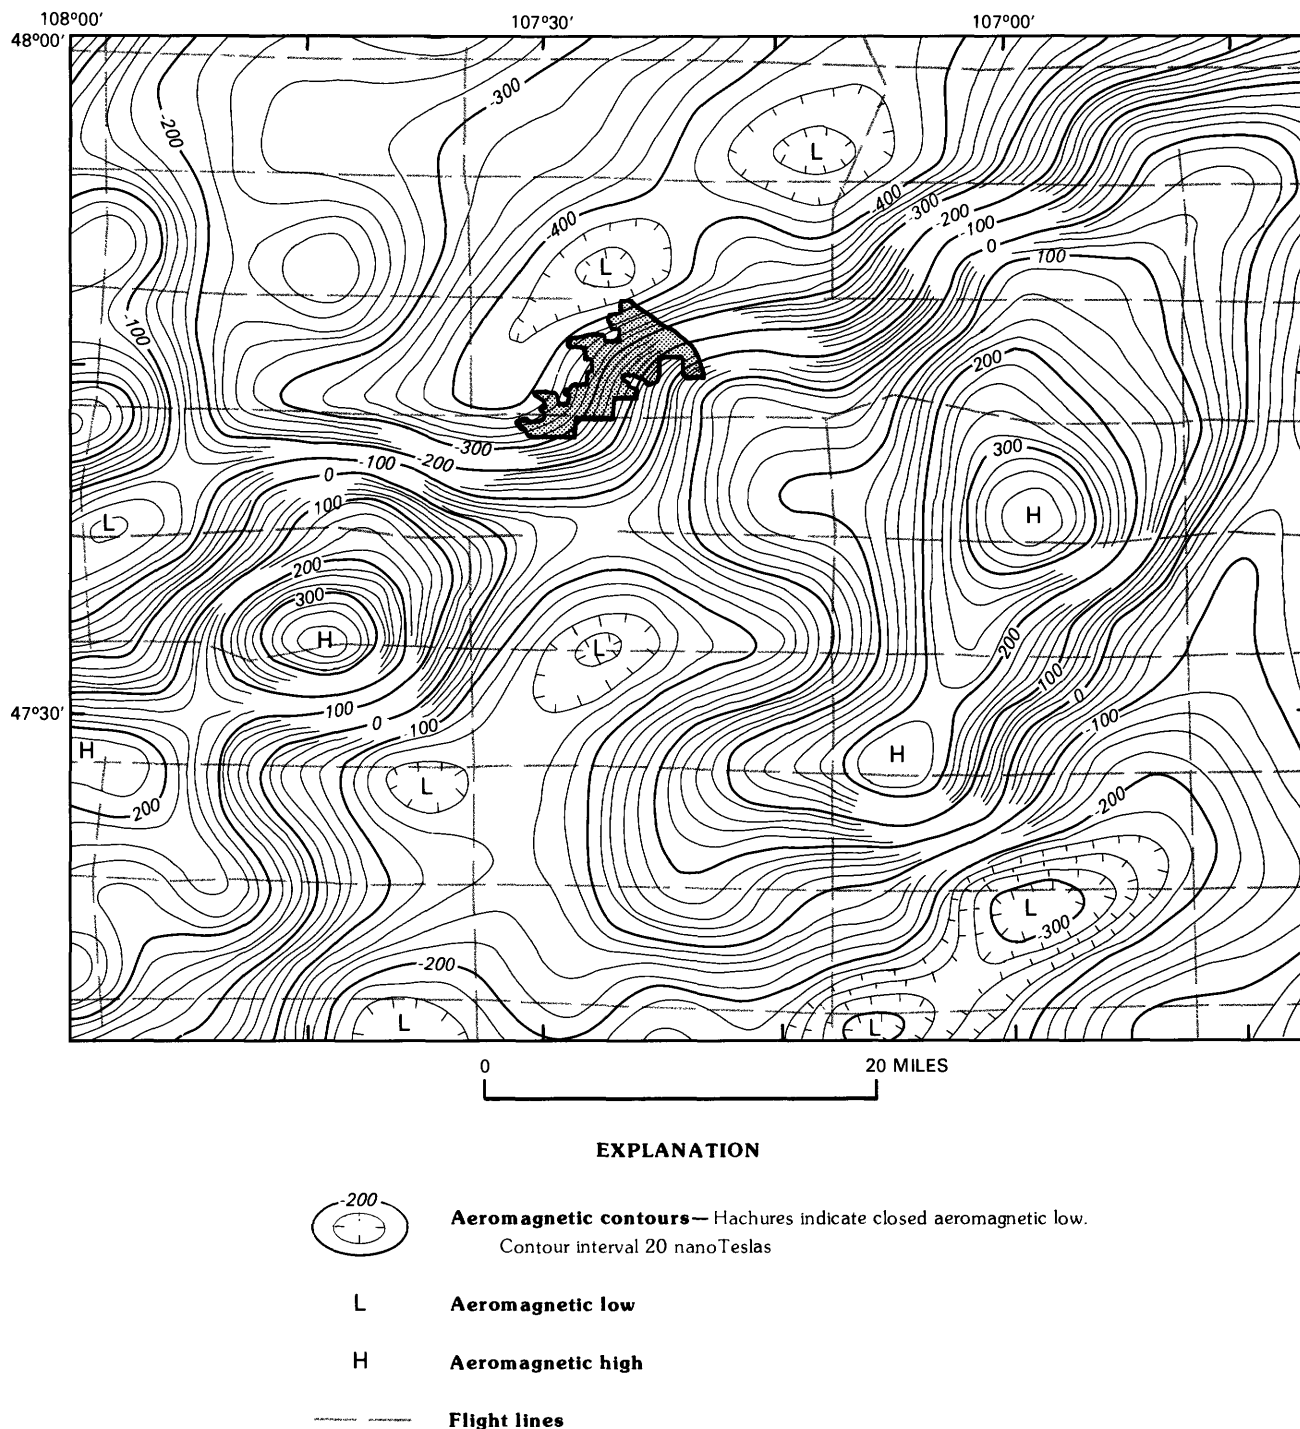 108°00′ 107°30′ 107°00′
48°00′
-300
-200
L
-400
-400
-300
-200
-100
0
100
L
-100
200
-300
-100
-200
0
300
100
L
H
200
300
H
L
200
100
47°30′
100
0
0
-100
-100
H
H
L
200
-200
L
-300
-200
L
L
0 20 MILES
EXPLANATION
-200
Aeromagnetic contours— Hachures indicate closed aeromagnetic low.
Contour interval 20 nanoTeslas
L Aeromagnetic low
H Aeromagnetic high
Flight lines